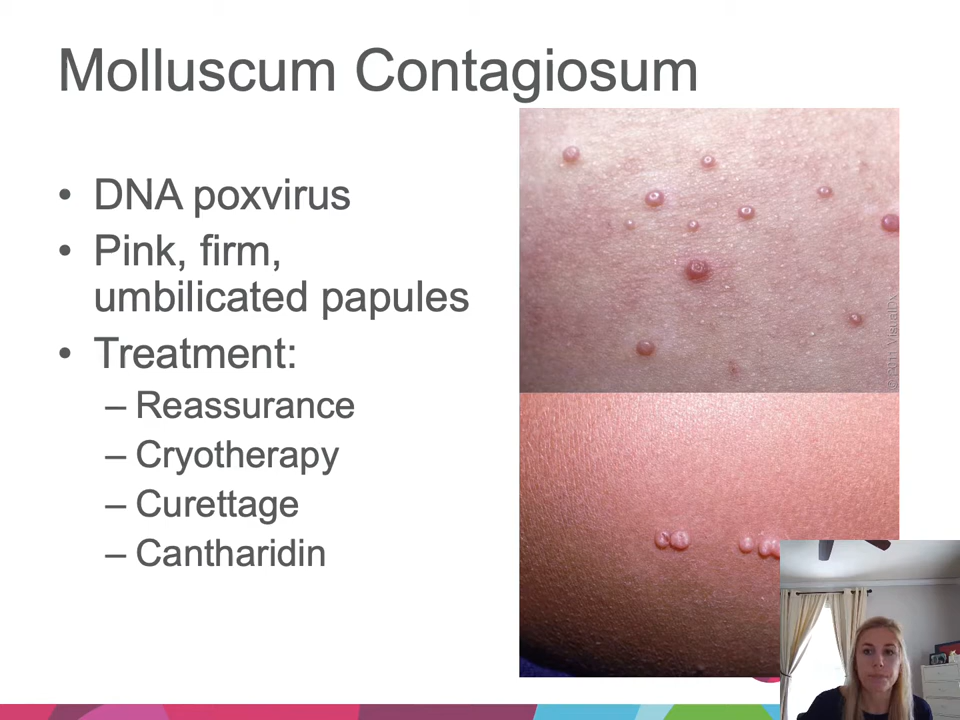 Molluscum Contagiosum
• DNA poxvirus
• Pink, firm,
umbilicated papules
• Treatment:
– Reassurance
– Cryotherapy
– Curettage
– Cantharidin
© 2011 VisualDx